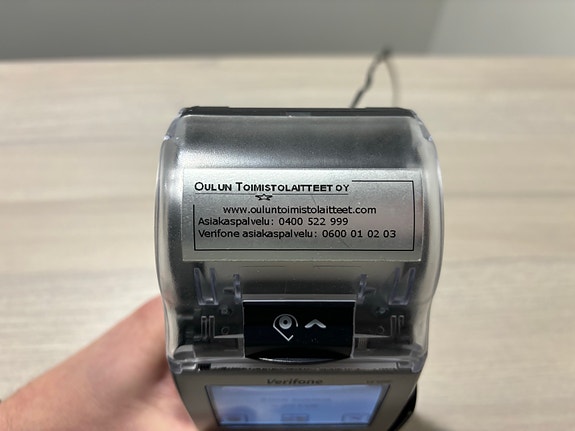 OULUN TOIMISTOLAITTEET OY
www.ouluntoimistolaitteet.com
Asiakaspalvelu: 0400 522 999
Verifone asiakaspalvelu: 0600 01 02 03
Verifone